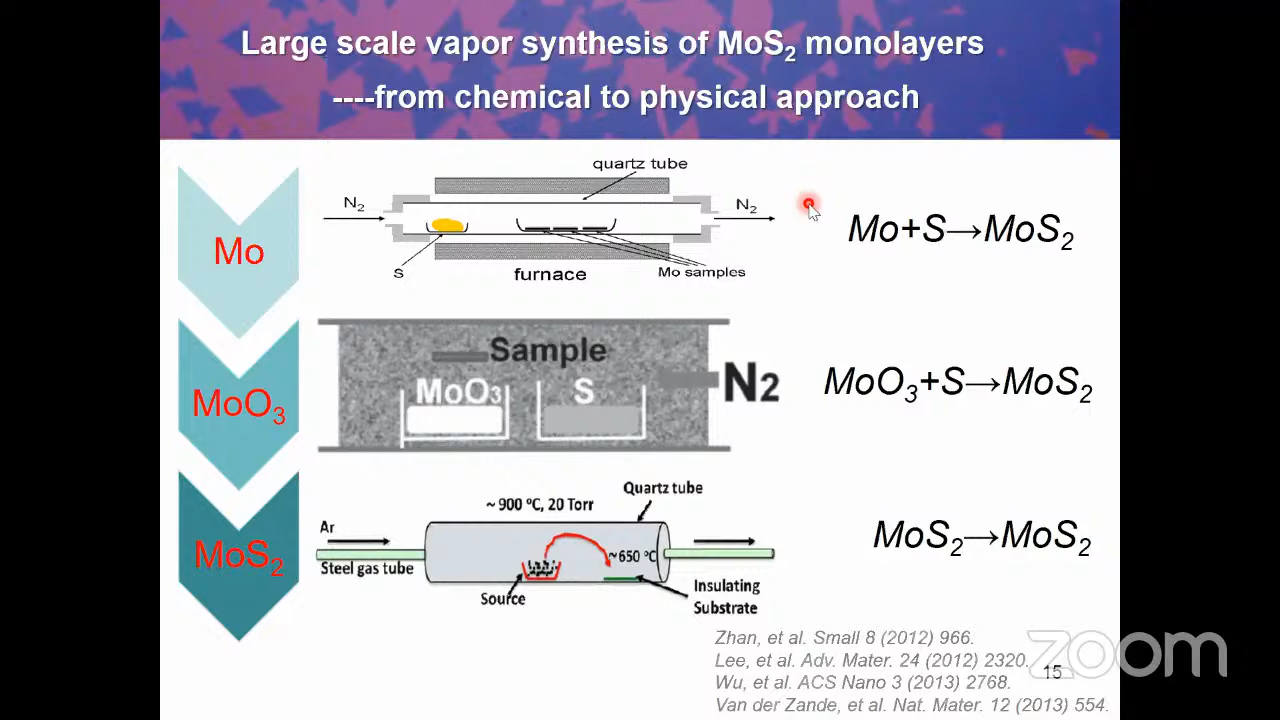 Large scale vapor synthesis of MoS2 monolayers
----from chemical to physical approach
Mo
quartz tube
N2
N2
S
furnace
Mo samples
Mo+S→MoS2
MoO3
Sample
MoO3
S
N2
MoO3+S→MoS2
MoS2
~ 900 ºC, 20 Torr
Quartz tube
Ar
Steel gas tube
~650 ºC
Source
Insulating
Substrate
MoS2→MoS2
Zhan, et al. Small 8 (2012) 966.
Lee, et al. Adv. Mater. 24 (2012) 2320.
Wu, et al. ACS Nano 3 (2013) 2768.
Van der Zande, et al. Nat. Mater. 12 (2013) 554.
15
zoom